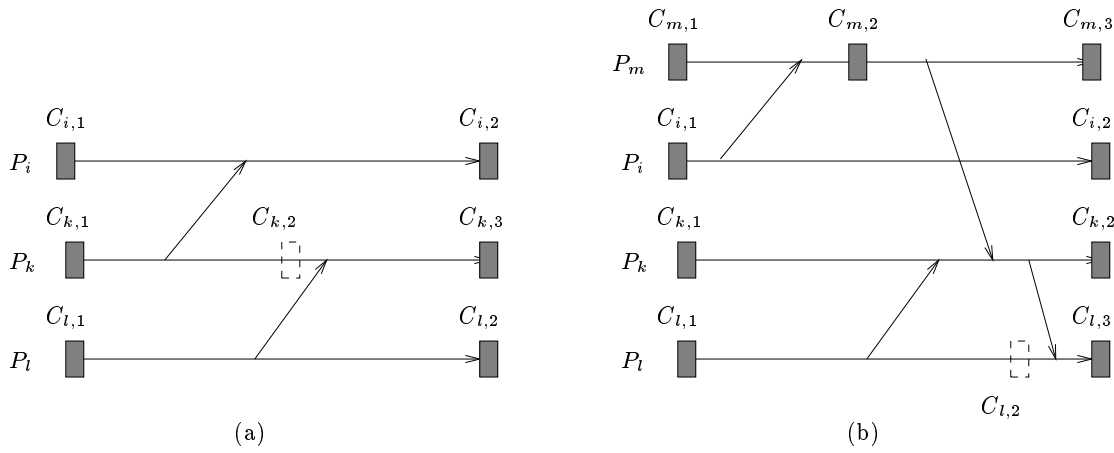 C_{i,1} C_{i,2}
P_i
C_{k,1} C_{k,2} C_{k,3}
P_k
C_{l,1} C_{l,2}
P_l
(a)
C_{m,1} C_{m,2} C_{m,3}
P_m
C_{i,1} C_{i,2}
P_i
C_{k,1} C_{k,2}
P_k
C_{l,1} C_{l,3}
P_l
C_{l,2}
(b)